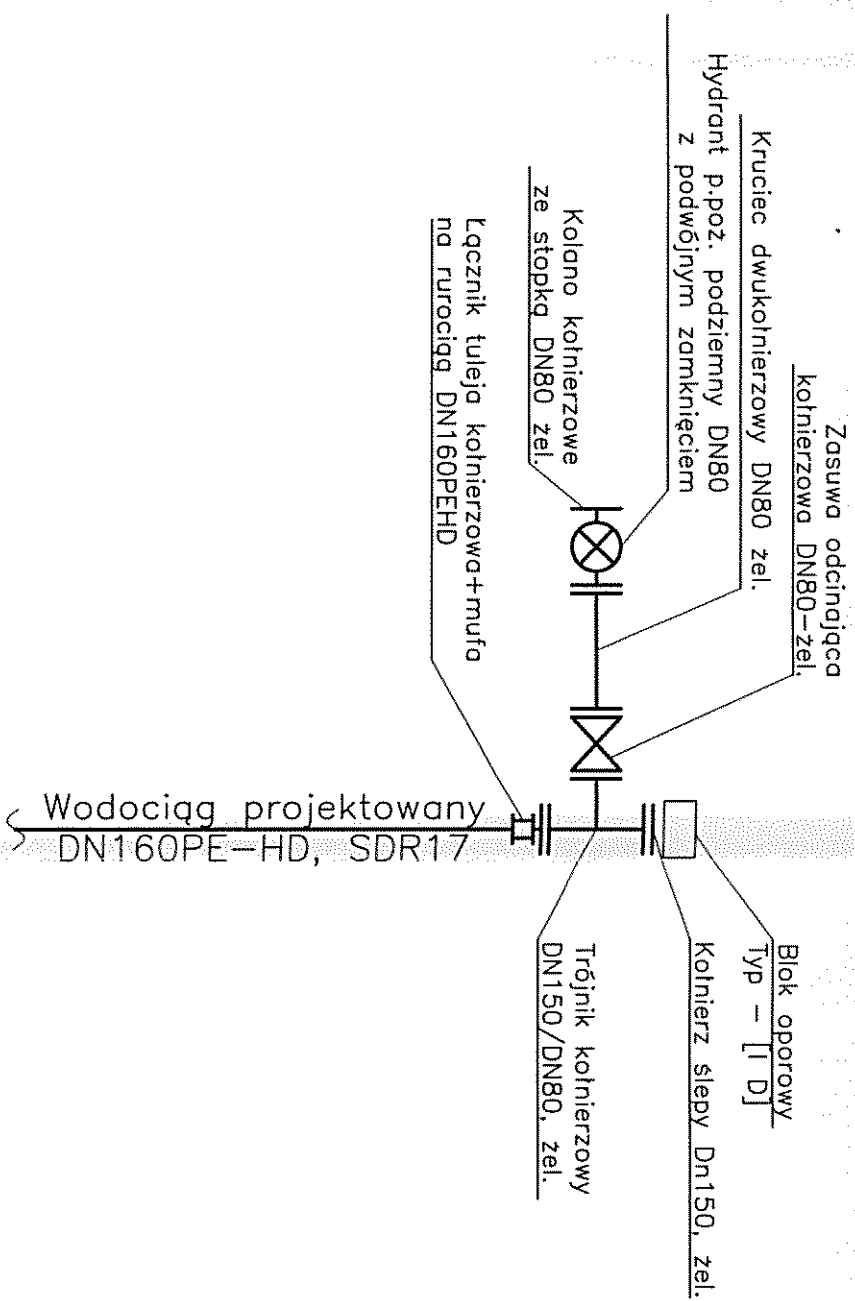 Zasuwa odcinająca
kołnierzowa DN80-żel.
Kruciec dwukołnierzowy DN80 żel.
Hydrant p.poż. podziemny DN80
z podwójnym zamknięciem
Kolano kołnierzowe
ze stopką DN80 żel.
Łącznik tuleja kołnierzowa+mufa
na rurociąg DN160PEHD
Blok oporowy
Typ - [I D]
Kołnierz ślepy Dn150, żel.
Trójnik kołnierzowy
DN150/DN80, żel.
Wodociąg projektowany
DN160PE-HD, SDR17